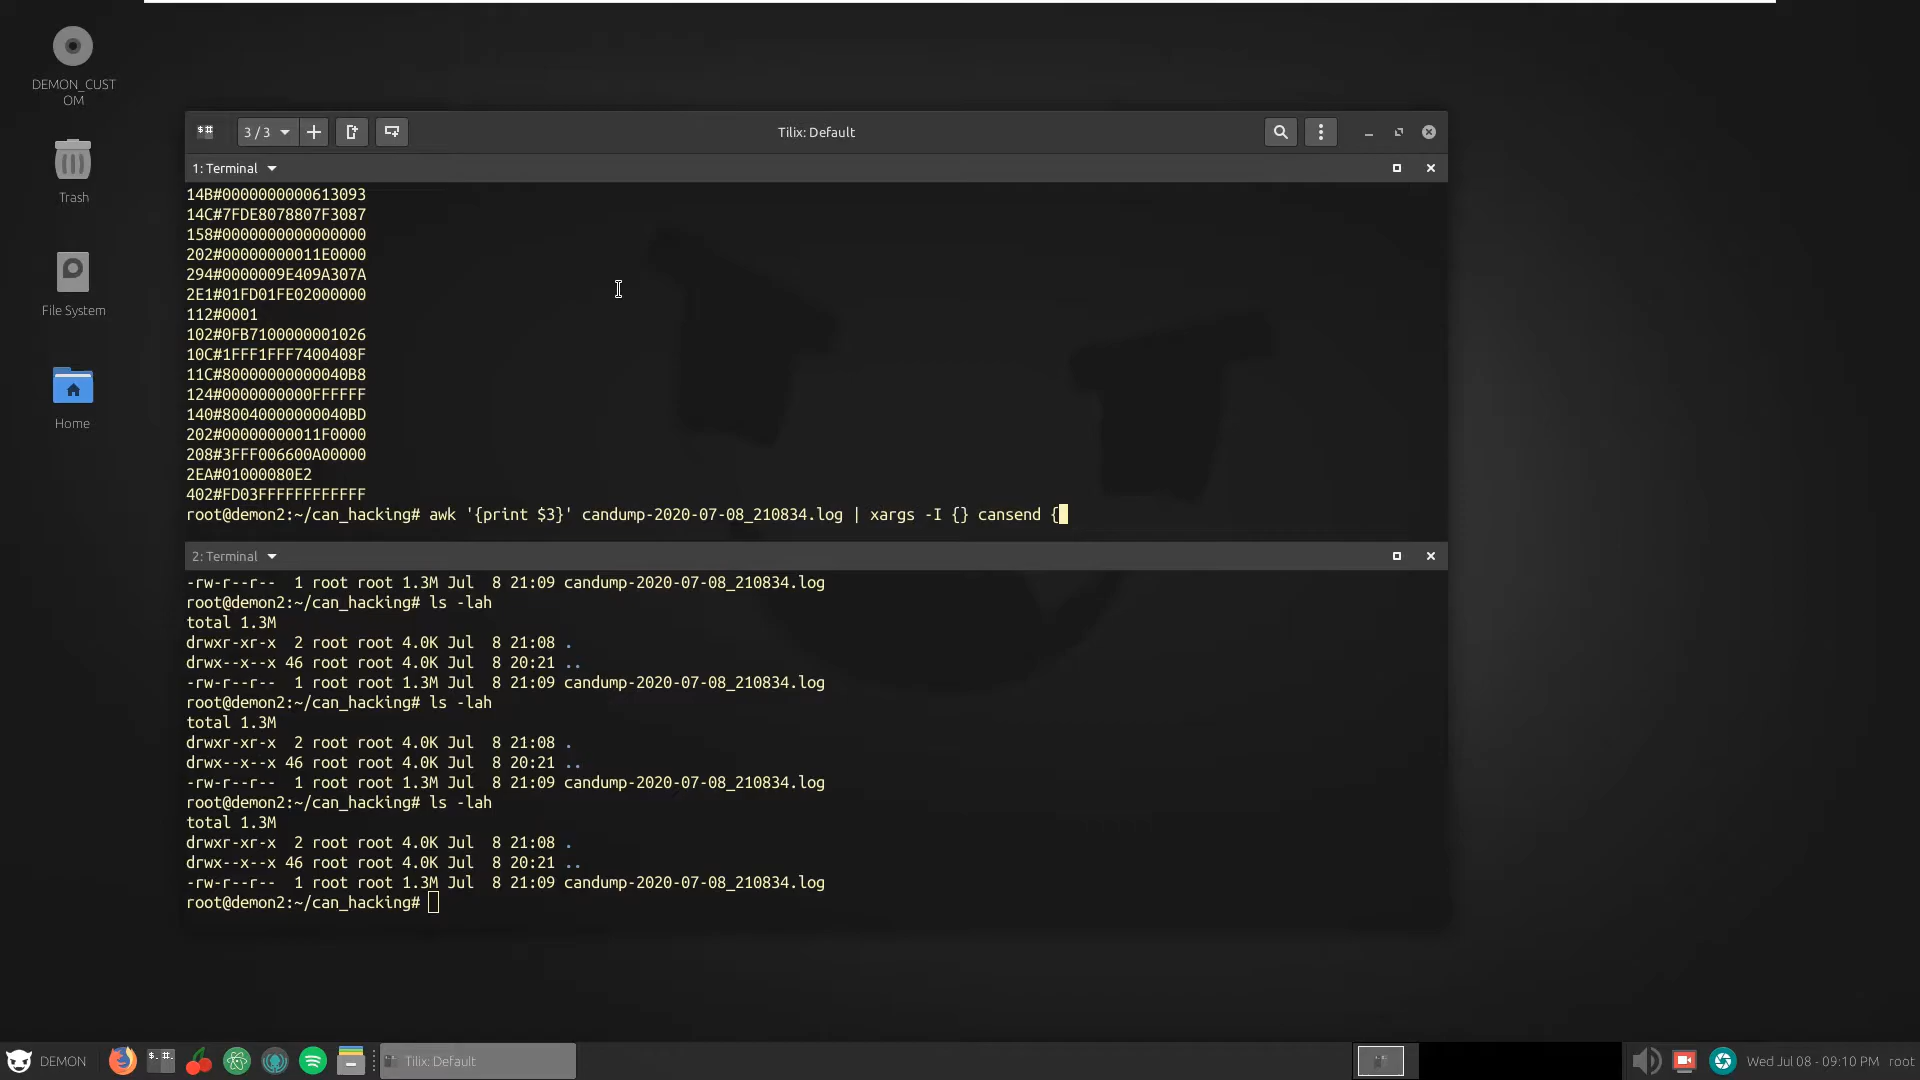 DEMON_CUST
OM
Trash
File System
Home
3 / 3
Tilix: Default
1: Terminal
14B#0000000000613093
14C#7FDE8078807F3087
158#0000000000000000
202#00000000011E0000
294#0000009E409A307A
2E1#01FD01FE02000000
112#0001
102#0FB7100000001026
10C#1FFF1FFF7400408F
11C#80000000000040B8
124#0000000000FFFFFF
140#80040000000040BD
202#00000000011F0000
208#3FFF006600A00000
2EA#01000080E2
402#FD03FFFFFFFFFFFF
root@demon2:~/can_hacking# awk '{print $3}' candump-2020-07-08_210834.log | xargs -I {} cansend {
2: Terminal
-rw-r--r--  1 root root 1.3M Jul  8 21:09 candump-2020-07-08_210834.log
root@demon2:~/can_hacking# ls -lah
total 1.3M
drwxr-xr-x  2 root root 4.0K Jul  8 21:08 .
drwx--x--x 46 root root 4.0K Jul  8 20:21 ..
-rw-r--r--  1 root root 1.3M Jul  8 21:09 candump-2020-07-08_210834.log
root@demon2:~/can_hacking# ls -lah
total 1.3M
drwxr-xr-x  2 root root 4.0K Jul  8 21:08 .
drwx--x--x 46 root root 4.0K Jul  8 20:21 ..
-rw-r--r--  1 root root 1.3M Jul  8 21:09 candump-2020-07-08_210834.log
root@demon2:~/can_hacking# ls -lah
total 1.3M
drwxr-xr-x  2 root root 4.0K Jul  8 21:08 .
drwx--x--x 46 root root 4.0K Jul  8 20:21 ..
-rw-r--r--  1 root root 1.3M Jul  8 21:09 candump-2020-07-08_210834.log
root@demon2:~/can_hacking#
DEMON
Tilix: Default
Wed Jul 08 - 09:10 PM
root